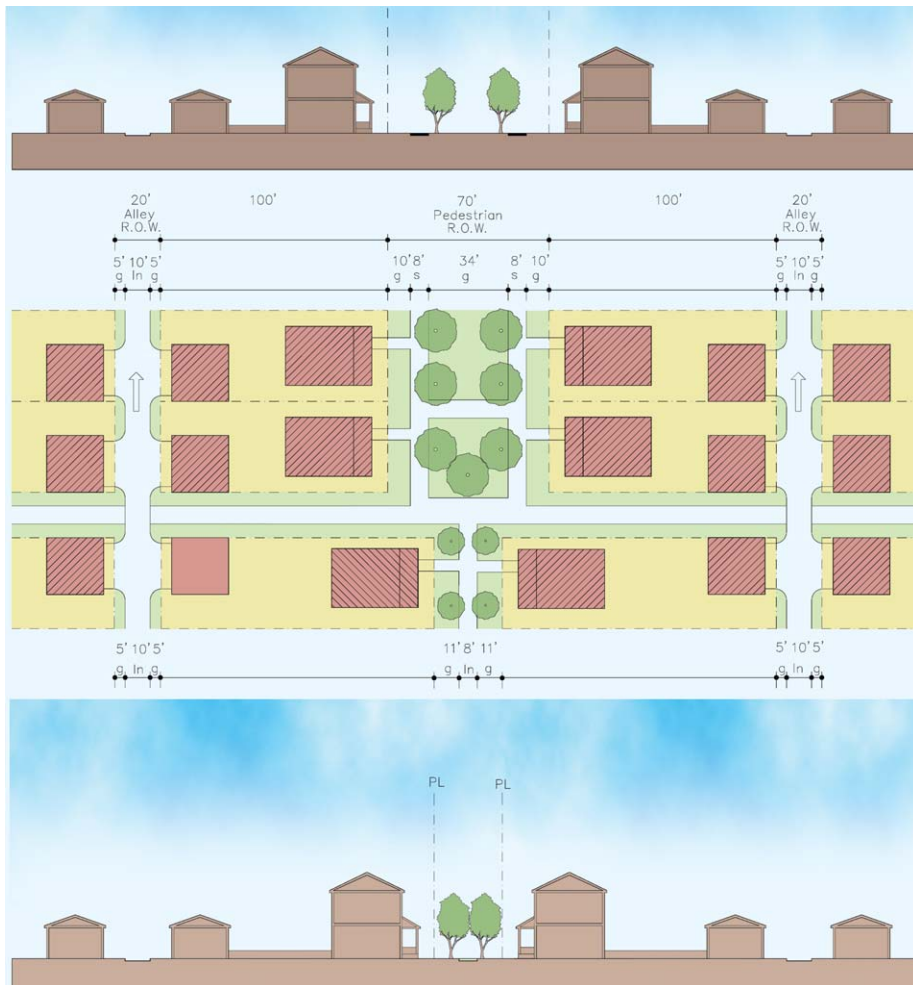 20' 100' 70' 100' 20'
Alley Pedestrian Alley
R.O.W. R.O.W. R.O.W.
5' 10' 5' 10' 8' 34' 8' 10' 5' 10' 5'
g ln g g s g s g g ln g
5' 10' 5' 11' 8' 11' 5' 10' 5'
g ln g g ln g g ln g
PL PL